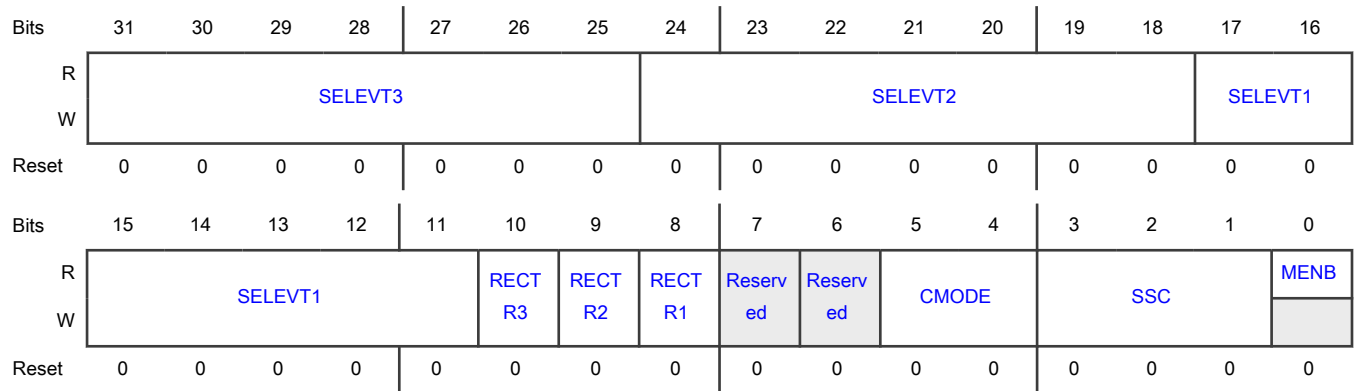 Bits 31 30 29 28 27 26 25 24 23 22 21 20 19 18 17 16
R
SELEVT3 SELEVT2 SELEVT1
W
Reset 0 0 0 0 0 0 0 0 0 0 0 0 0 0 0 0
Bits 15 14 13 12 11 10 9 8 7 6 5 4 3 2 1 0
R SELEVT1 RECT RECT RECT Reserv Reserv CMODE SSC MENB
W R3 R2 R1 ed ed
Reset 0 0 0 0 0 0 0 0 0 0 0 0 0 0 0 0